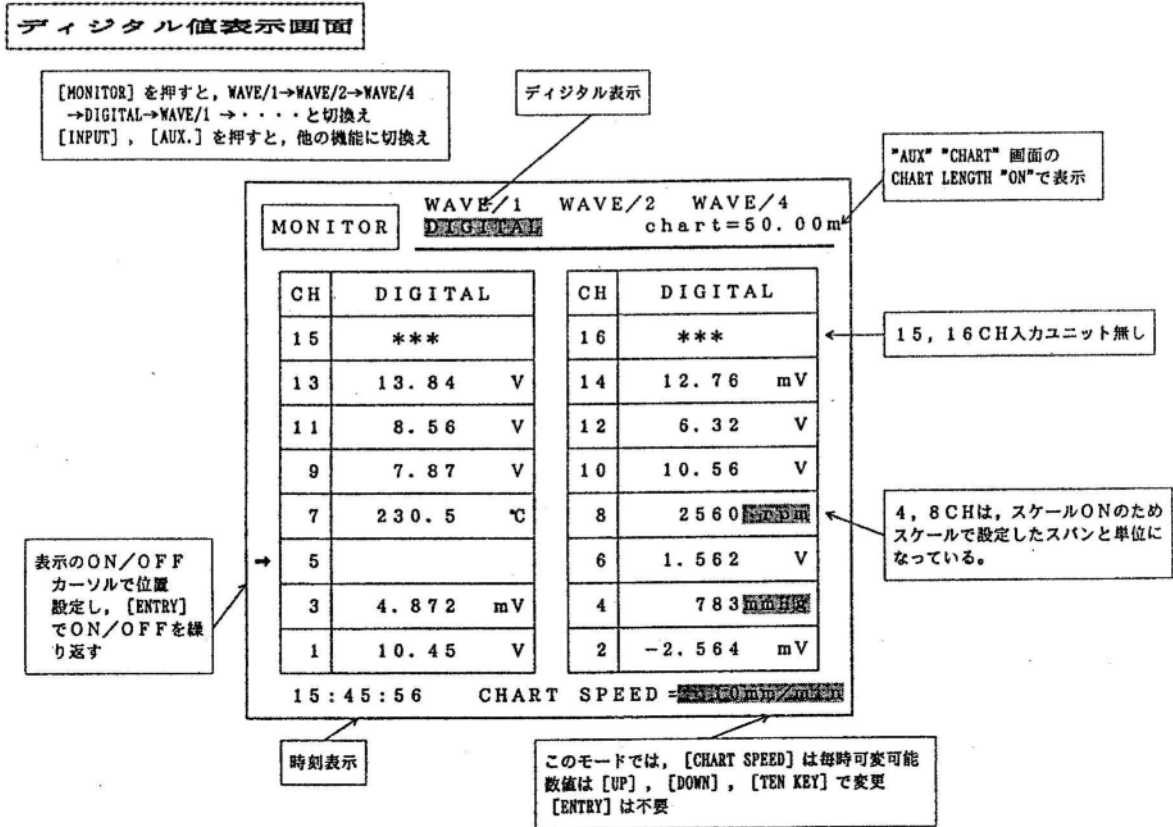 ディジタル値表示画面
[MONITOR] を押すと，WAVE/1→WAVE/2→WAVE/4
→DIGITAL→WAVE/1 →・・・・と切換え
[INPUT] , [AUX.] を押すと，他の機能に切換え
ディジタル表示
"AUX" "CHART" 画面の
CHART LENGTH "ON"で表示
MONITOR
WAVE/1 WAVE/2 WAVE/4
DIGITAL chart=50.00m
CH DIGITAL CH DIGITAL
15 *** 16 ***
15，16CH入力ユニット無し
13 13.84 V 14 12.76 mV
11 8.56 V 12 6.32 V
9 7.87 V 10 10.56 V
7 230.5 ℃ 8 2560 rpm
4，8CHは，スケールONのため
スケールで設定したスパンと単位に
なっている。
→ 5 6 1.562 V
表示のON／OFF
カーソルで位置
設定し，[ENTRY]
でON／OFFを繰
り返す
3 4.872 mV 4 783 mmHg
1 10.45 V 2 -2.564 mV
15:45:56 CHART SPEED= mm/min
時刻表示
このモードでは，[CHART SPEED] は毎時可変可能
数値は [UP] , [DOWN] , [TEN KEY] で変更
[ENTRY] は不要